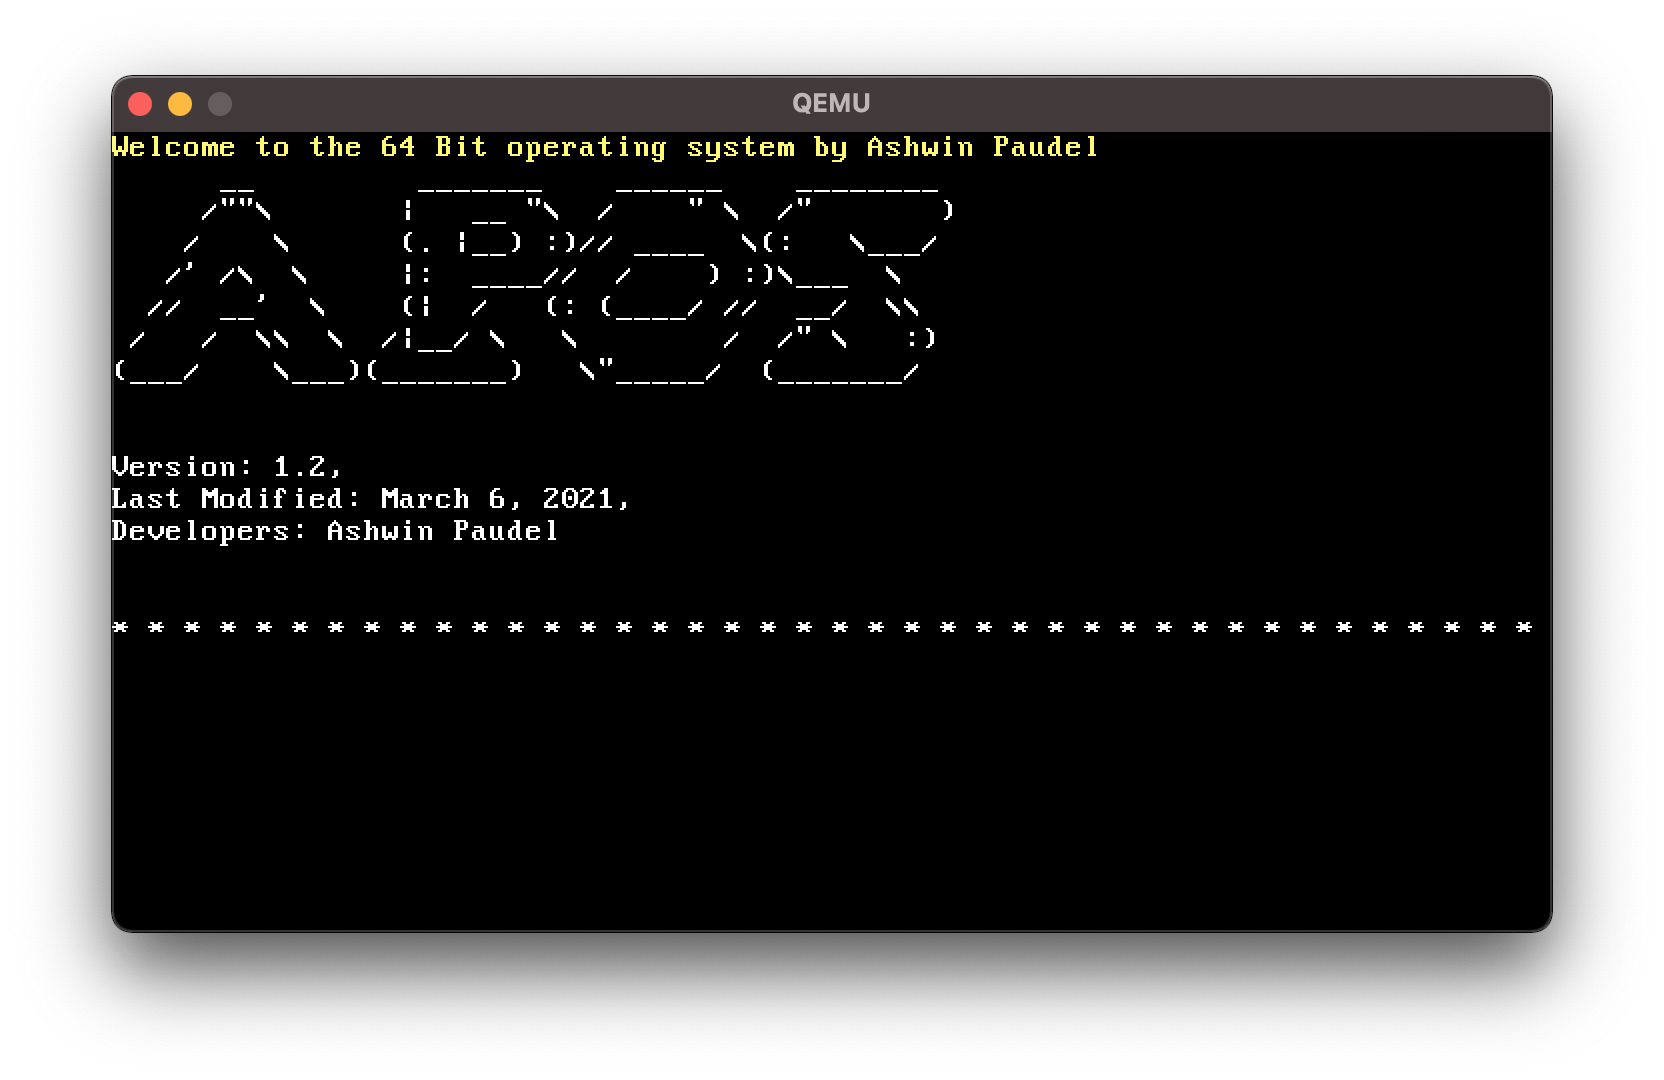 QEMU
Welcome to the 64 Bit operating system by Ashwin Paudel
APOS
Version: 1.2,
Last Modified: March 6, 2021,
Developers: Ashwin Paudel
* * * * * * * * * * * * * * * * * * * * * * * * * * * * * * * * * * * * * * * *